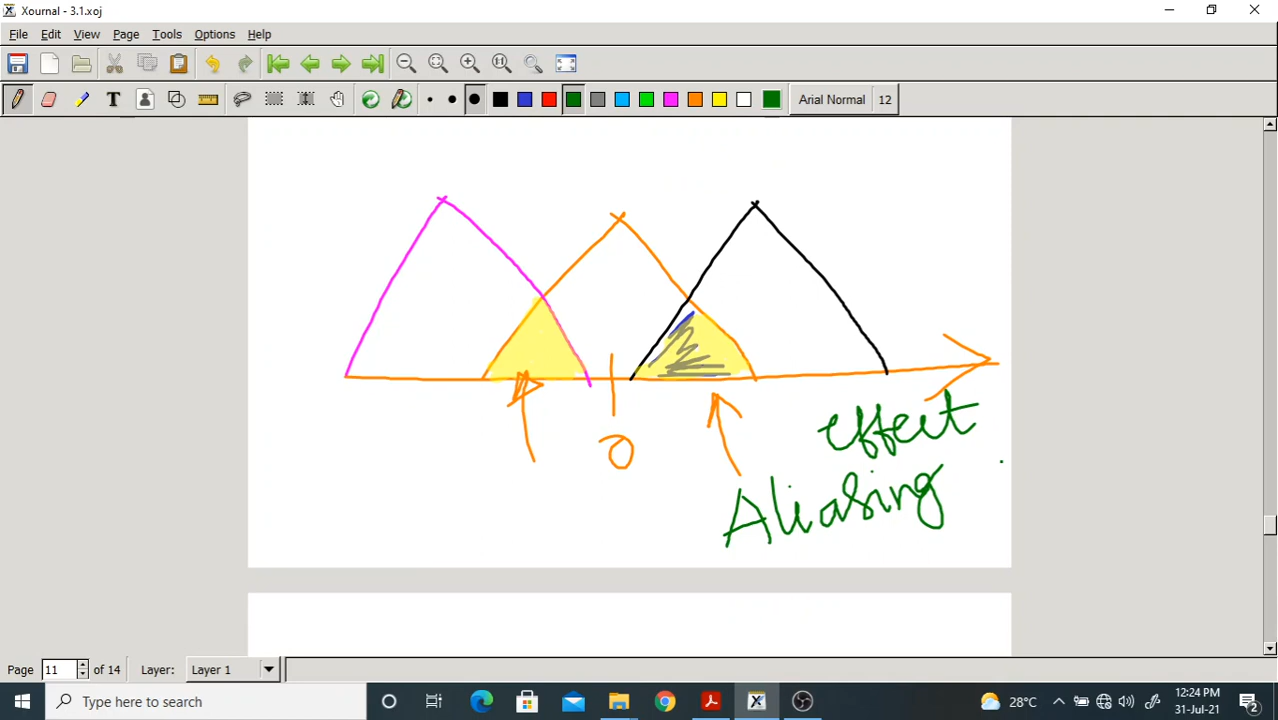 Xournal - 3.1.xoj
File Edit View Page Tools Options Help
Arial Normal 12
0
effect
Aliasing
Page 11 of 14 Layer: Layer 1
Type here to search
28°C
12:24 PM
31-Jul-21
2